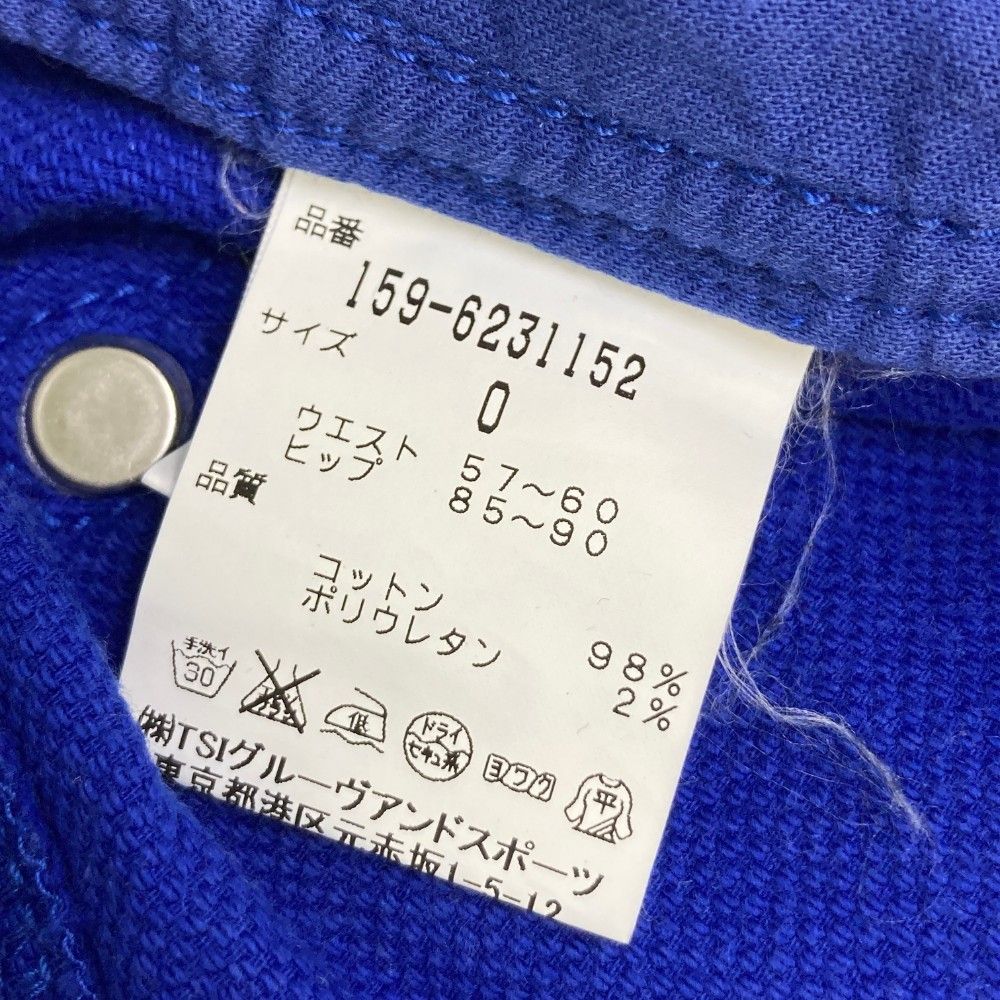 品番
159-6231152
サイズ
0
ウエスト 57～60
ヒップ 85～90
品質
コットン 98%
ポリウレタン 2%
手洗イ 30
低
ドライ
セキユ系
ヨワク
平
(株)TSIグルーヴアンドスポーツ
東京都港区元赤坂1-5-12